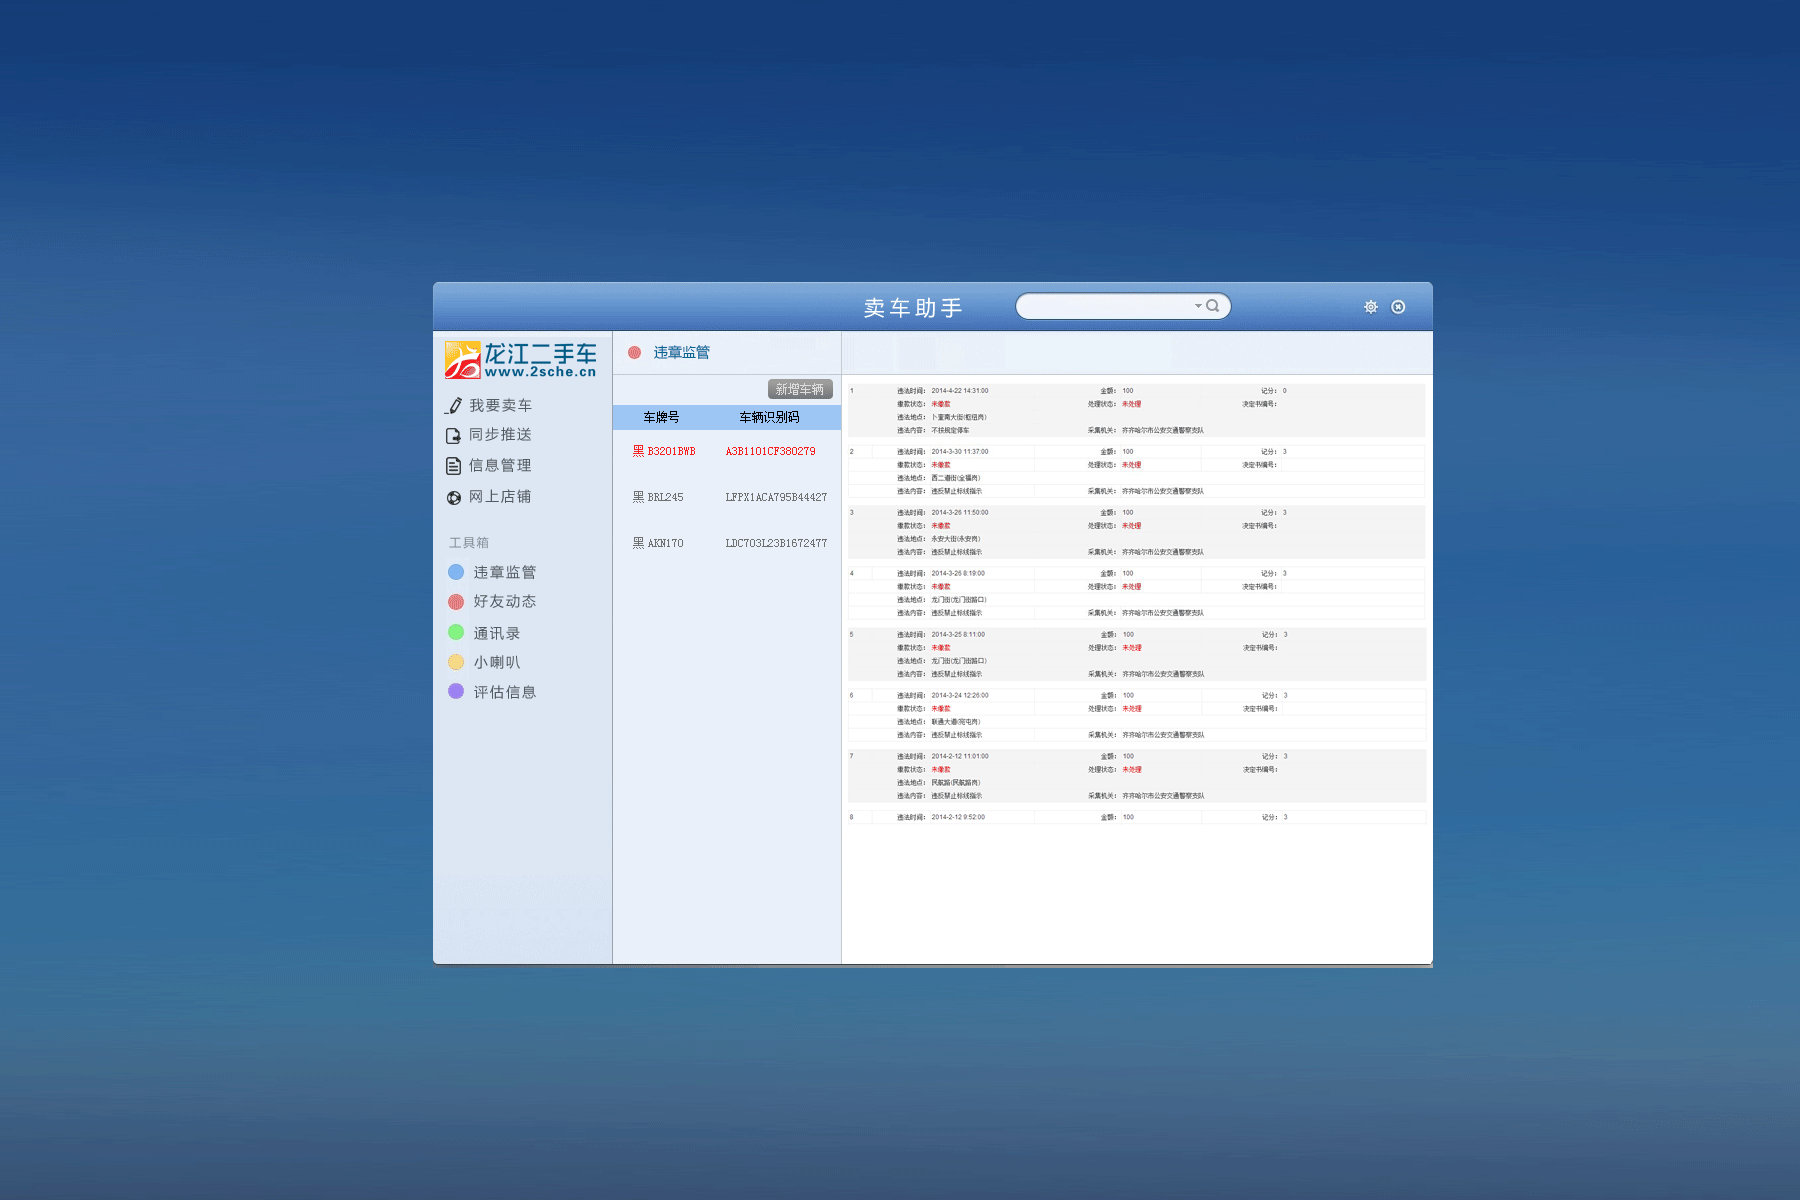 卖车助手
龙江二手车
www.2sche.cn
我要卖车
同步推送
信息管理
网上店铺
工具箱
违章监管
好友动态
通讯录
小喇叭
评估信息
违章监管
新增车辆
车牌号 车辆识别码
黑 B3201BWB A3B1101CF380279
黑 BRL245 LFPX1ACA795B44427
黑 AKN170 LDC703L23B1672477
1 违法时间: 2014-4-22 14:31:00 金额: 100 记分: 0
缴款状态: 未缴款 处理状态: 未处理 决定书编号:
违法地点: 卜奎南大街(枢纽岗)
违法内容: 不按规定停车 采集机关: 齐齐哈尔市公安交通警察支队
2 违法时间: 2014-3-30 11:37:00 金额: 100 记分: 3
缴款状态: 未缴款 处理状态: 未处理 决定书编号:
违法地点: 西二道街(全福岗)
违法内容: 违反禁止标线指示 采集机关: 齐齐哈尔市公安交通警察支队
3 违法时间: 2014-3-26 11:50:00 金额: 100 记分: 3
缴款状态: 未缴款 处理状态: 未处理 决定书编号:
违法地点: 永安大街(永安岗)
违法内容: 违反禁止标线指示 采集机关: 齐齐哈尔市公安交通警察支队
4 违法时间: 2014-3-26 8:19:00 金额: 100 记分: 3
缴款状态: 未缴款 处理状态: 未处理 决定书编号:
违法地点: 龙门街(龙门街路口)
违法内容: 违反禁止标线指示 采集机关: 齐齐哈尔市公安交通警察支队
5 违法时间: 2014-3-25 8:11:00 金额: 100 记分: 3
缴款状态: 未缴款 处理状态: 未处理 决定书编号:
违法地点: 龙门街(龙门街路口)
违法内容: 违反禁止标线指示 采集机关: 齐齐哈尔市公安交通警察支队
6 违法时间: 2014-3-24 12:26:00 金额: 100 记分: 3
缴款状态: 未缴款 处理状态: 未处理 决定书编号:
违法地点: 联通大道
违法内容: 违反禁止标线指示 采集机关: 齐齐哈尔市公安交通警察支队
7 违法时间: 2014-2-12 11:01:00 金额: 100 记分: 3
缴款状态: 未缴款 处理状态: 未处理 决定书编号:
违法地点: 民航路(民航路岗)
违法内容: 违反禁止标线指示 采集机关: 齐齐哈尔市公安交通警察支队
8 违法时间: 2014-2-12 9:52:00 金额: 100 记分: 3